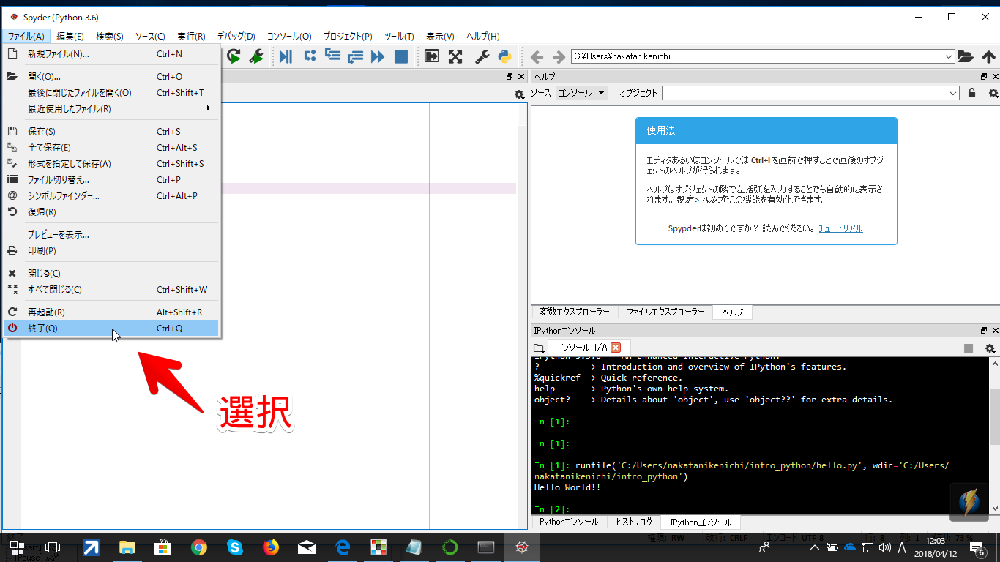 Spyder (Python 3.6)
ファイル(A) 編集(E) 検索(S) ソース(C) 実行(R) デバッグ(D) コンソール(O) プロジェクト(P) ツール(T) 表示(V) ヘルプ(H)
新規ファイル(N)... Ctrl+N
開く(O)... Ctrl+O
最後に閉じたファイルを開く(O) Ctrl+Shift+T
最近使用したファイル(R)
保存(S) Ctrl+S
全て保存(E) Ctrl+Alt+S
形式を指定して保存(A) Ctrl+Shift+S
ファイル切り替え... Ctrl+P
シンボルファインダー... Ctrl+Alt+P
復帰(R)
プレビューを表示...
印刷(P)
閉じる(C)
すべて閉じる(C) Ctrl+Shift+W
再起動(R) Alt+Shift+R
終了(Q) Ctrl+Q
選択
C:¥Users¥nakatanikenichi
ヘルプ
ソース コンソール オブジェクト
使用法
エディタあるいはコンソールでは Ctrl+I を直前で押すことで直後のオブジ
ェクトのヘルプが得られます。
ヘルプはオブジェクトの隣で左括弧を入力することでも自動的に表示さ
れます。設定 > ヘルプでこの機能を有効化できます。
Spypderは初めてですか？ 読んでください。 チュートリアル
変数エクスプローラー ファイルエクスプローラー ヘルプ
IPythonコンソール
コンソール 1/A
? -> Introduction and overview of IPython's features.
%quickref -> Quick reference.
help -> Python's own help system.
object? -> Details about 'object', use 'object??' for extra details.
In [1]:
In [1]:
In [1]: runfile('C:/Users/nakatanikenichi/intro_python/hello.py', wdir='C:/Users/
nakatanikenichi/intro_python')
Hello World!!
In [2]:
Pythonコンソール ヒストリログ IPythonコンソール
終了
権限: RW 改行: CRLF エンコード UTF-8 行: 8 列: 1 73 %
[Pause] など
A 12:03
2018/04/12
6